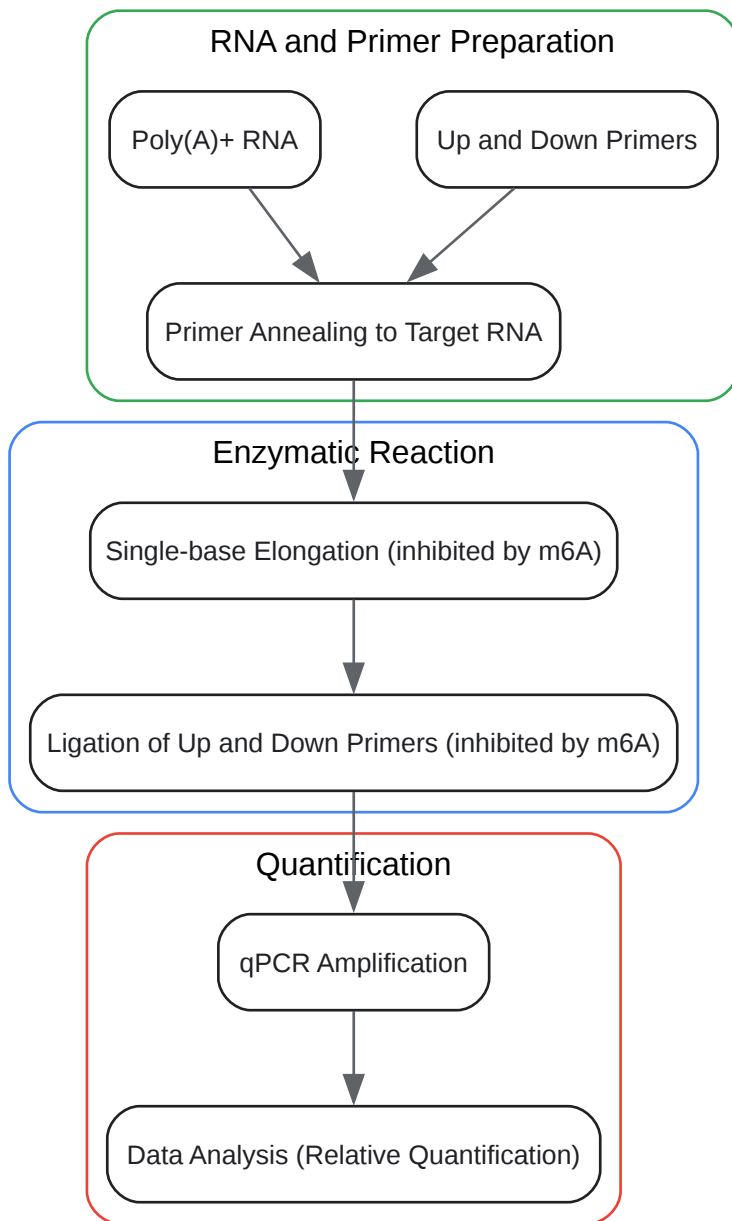 RNA and Primer Preparation
Poly(A)+ RNA
Up and Down Primers
Primer Annealing to Target RNA
Enzymatic Reaction
Single-base Elongation (inhibited by m6A)
Ligation of Up and Down Primers (inhibited by m6A)
Quantification
qPCR Amplification
Data Analysis (Relative Quantification)